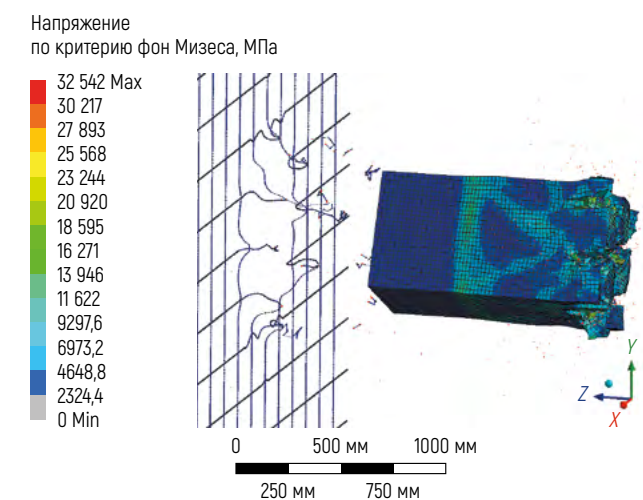 Напряжение
по критерию фон Мизеса, МПа
32 542 Max
30 217
27 893
25 568
23 244
20 920
18 595
16 271
13 946
11 622
9297,6
6973,2
4648,8
2324,4
0 Min
Y
Z
X
0 500 мм 1000 мм
250 мм 750 мм